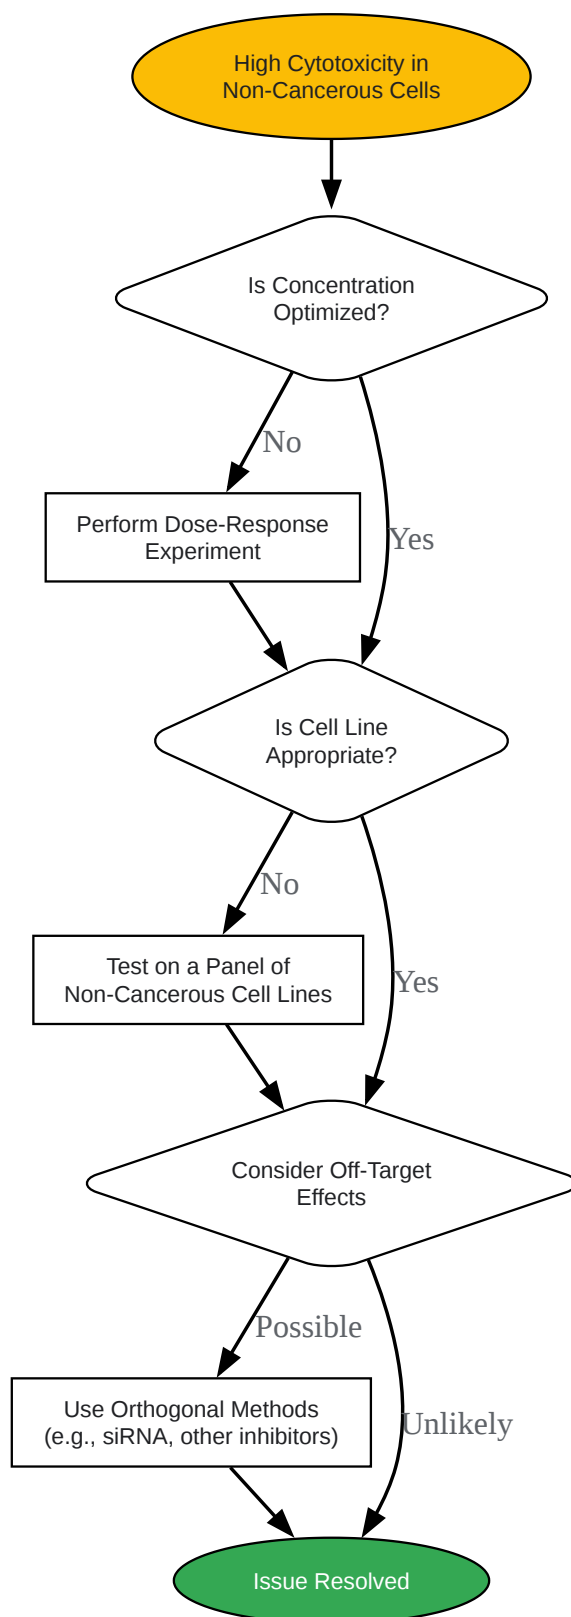 High Cytotoxicity in
Non-Cancerous Cells
Is Concentration
Optimized?
No
Perform Dose-Response
Experiment
Yes
Is Cell Line
Appropriate?
No
Test on a Panel of
Non-Cancerous Cell Lines
Yes
Consider Off-Target
Effects
Possible
Use Orthogonal Methods
(e.g., siRNA, other inhibitors)
Unlikely
Issue Resolved